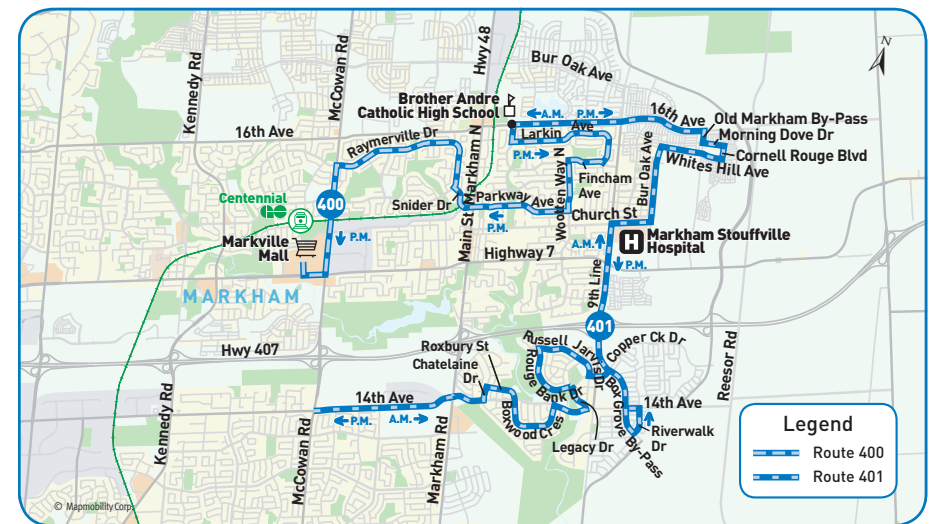 Hwy 48
N
Bur Oak Ave
Kennedy Rd
McCowan Rd
Brother Andre
Catholic High School
A.M.
P.M.
16th Ave
Old Markham By-Pass
Morning Dove Dr
16th Ave
Larkin
Ave
P.M.
Raymerville Dr
Cornell Rouge Blvd
Whites Hill Ave
Bur Oak Ave
Main St Markham N
Wootten Way N
Fincham
Ave
Centennial
GO
400
Snider Dr
Parkway
Ave
P.M.
Church St
P.M.
A.M.
H
Markham Stouffville
Hospital
Markville
Mall
Highway 7
P.M.
MARKHAM
9th Line
401
Hwy 407
Roxbury St
Chatelaine
Dr
Russell
Jarvis Dr
Copper Ck Dr
Reesor Rd
Rouge
Bank Dr
Box Grove By-Pass
14th Ave
P.M.
A.M.
14th Ave
Boxwood Cres
Legacy Dr
Riverwalk
Dr
Kennedy Rd
McCowan Rd
Markham Rd
Legend
Route 400
Route 401
© Mapmobility Corp.